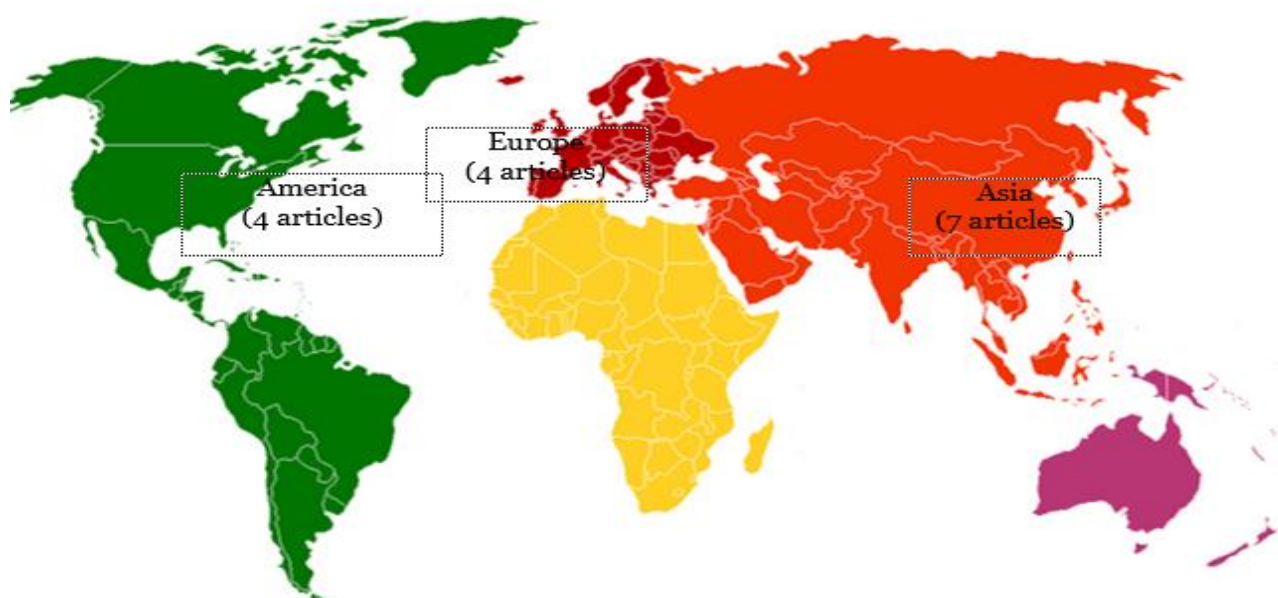 Europe
(4 articles)
America
(4 articles)
Asia
(7 articles)